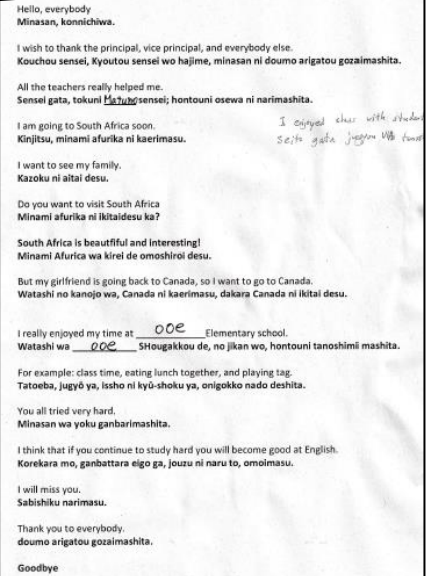 Hello, everybody
Minasan, konnichiwa.
I wish to thank the principal, vice principal, and everybody else.
Kouchou sensei, Kyoutou sensei wo hajime, minasan ni doumo arigatou gozaimashita.
All the teachers really helped me.
Sensei gata, tokuni sensei; hontouni osewa ni narimashita.
I am going to South Africa soon.
I enjoyed class with student
Kinjitsu, minami afurika ni kaerimasu.
Seito gata
I want to see my family.
Kazoku ni aitai desu.
Do you want to visit South Africa
Minami afurika ni ikitaidesu ka?
South Africa is beautfiful and interesting!
Minami Afurica wa kirei de omoshiroi desu.
But my girlfriend is going back to Canada, so I want to go to Canada.
Watashi no kanojo wa, Canada ni kaerimasu, dakara Canada ni ikitai desu.
I really enjoyed my time at ooe Elementary school.
Watashi wa ooe SHougakkou de, no jikan wo, hontouni tanoshimii mashita.
For example: class time, eating lunch together, and playing tag.
Tatoeba, jugyô ya, issho ni kyû-shoku ya, onigokko nado deshita.
You all tried very hard.
Minasan wa yoku ganbarimashita.
I think that if you continue to study hard you will become good at English.
Korekara mo, ganbattara eigo ga, jouzu ni naru to, omoimasu.
I will miss you.
Sabishiku narimasu.
Thank you to everybody.
doumo arigatou gozaimashita.
Goodbye